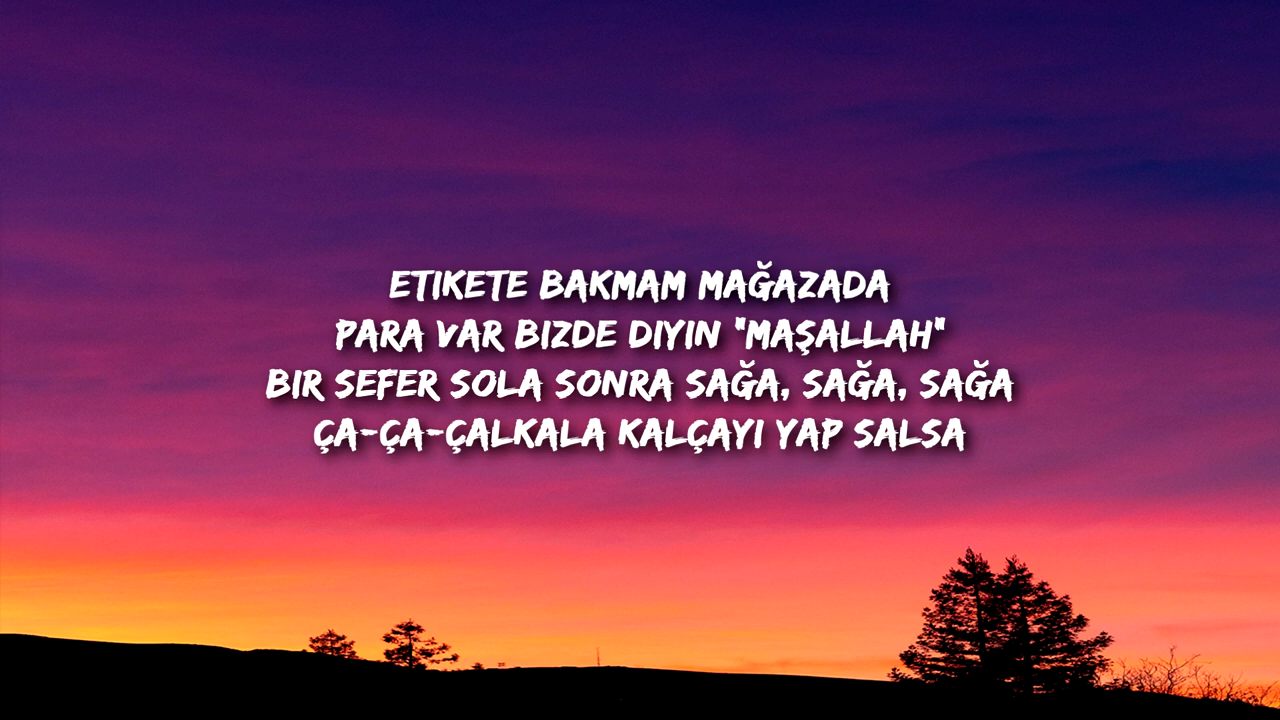 ETIKETE BAKMAM MAĞAZADA
PARA VAR BIZDE DIYIN "MAŞALLAH"
BIR SEFER SOLA SONRA SAĞA, SAĞA, SAĞA
ÇA-ÇA-ÇALKALA KALÇAYI YAP SALSA